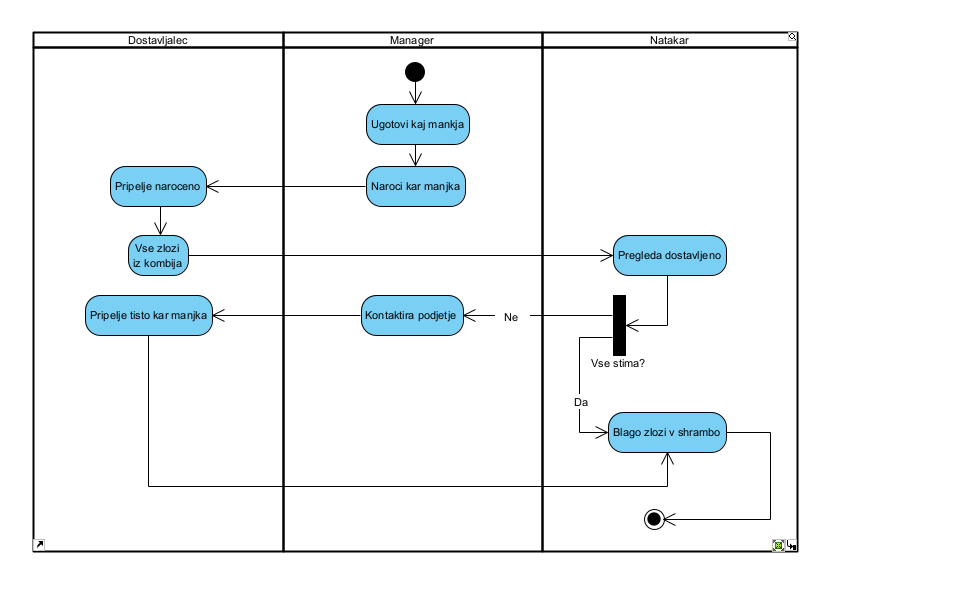 Dostavljalec
Manager
Natakar
Ugotovi kaj mankja
Pripelje naroceno
Naroci kar manjka
Vse zlozi
iz kombija
Pregleda dostavljeno
Pripelje tisto kar manjka
Kontaktira podjetje
Ne
Vse stima?
Da
Blago zlozi v shrambo